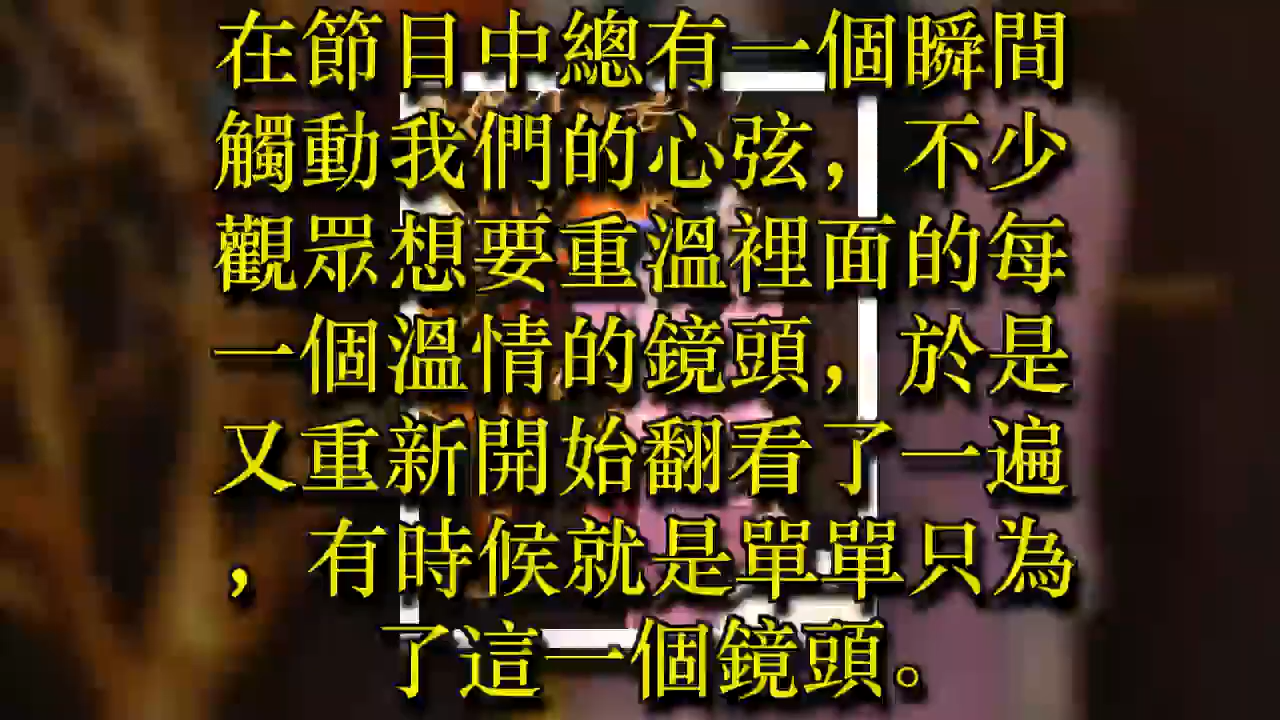 在節目中總有一個瞬間
觸動我們的心弦，不少
觀眾想要重溫裡面的每
一個溫情的鏡頭，於是
又重新開始翻看了一遍
，有時候就是單單只為
了這一個鏡頭。